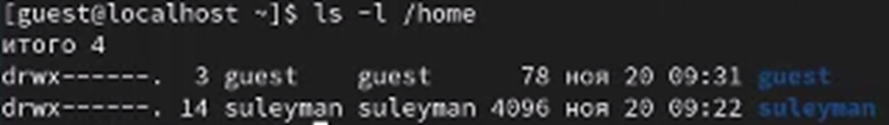 [guest@localhost ~]$ ls -l /home
итого 4
drwx------. 3 guest guest 78 ноя 20 09:31 guest
drwx------. 14 suleyman suleyman 4096 ноя 20 09:22 suleyman